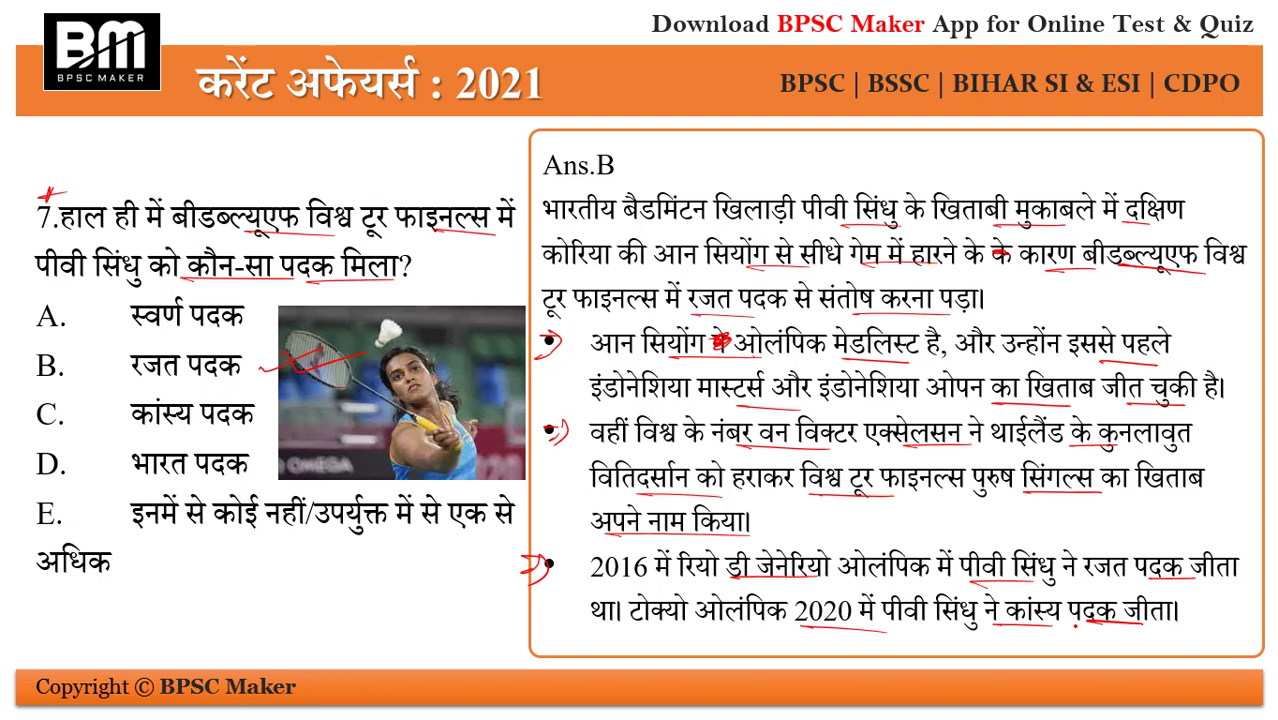 Download BPSC Maker App for Online Test & Quiz
BM
BPSC MAKER
करेंट अफेयर्स : 2021
BPSC | BSSC | BIHAR SI & ESI | CDPO
7.हाल ही में बीडब्ल्यूएफ विश्व टूर फाइनल्स में
पीवी सिंधु को कौन-सा पदक मिला?
A. स्वर्ण पदक
B. रजत पदक
C. कांस्य पदक
D. भारत पदक
E. इनमें से कोई नहीं/उपर्युक्त में से एक से
अधिक
OMEGA
Ans.B
भारतीय बैडमिंटन खिलाड़ी पीवी सिंधु के खिताबी मुकाबले में दक्षिण
कोरिया की आन सियोंग से सीधे गेम में हारने के के कारण बीडब्ल्यूएफ विश्व
टूर फाइनल्स में रजत पदक से संतोष करना पड़ा।
आन सियोंग ओलंपिक मेडलिस्ट है, और उन्होंन इससे पहले
इंडोनेशिया मास्टर्स और इंडोनेशिया ओपन का खिताब जीत चुकी है।
वहीं विश्व के नंबर वन विक्टर एक्सेलसन ने थाईलैंड के कुनलावुत
वितिदर्सान को हराकर विश्व टूर फाइनल्स पुरुष सिंगल्स का खिताब
अपने नाम किया।
2016 में रियो डी जेनेरियो ओलंपिक में पीवी सिंधु ने रजत पदक जीता
था। टोक्यो ओलंपिक 2020 में पीवी सिंधु ने कांस्य पदक जीता।
Copyright © BPSC Maker